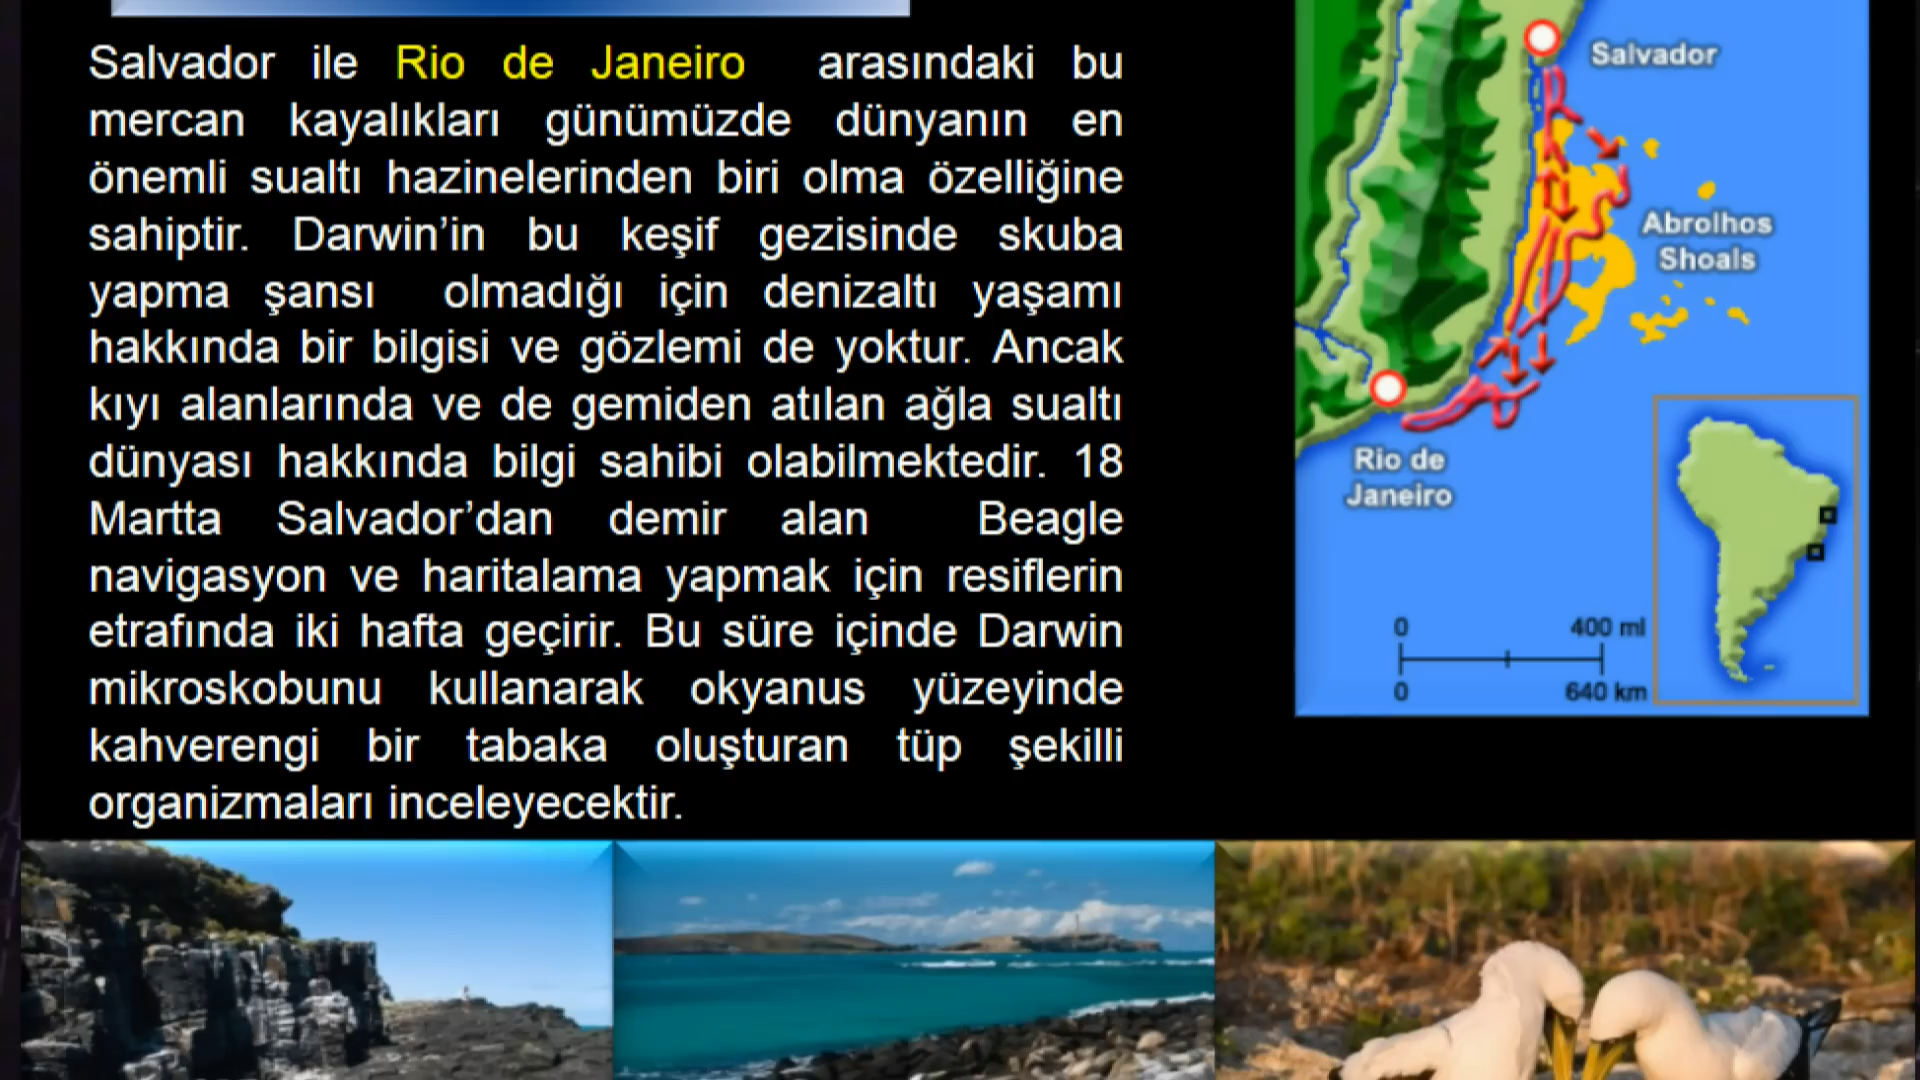 Salvador ile Rio de Janeiro arasındaki bu
mercan kayalıkları günümüzde dünyanın en
önemli sualtı hazinelerinden biri olma özelliğine
sahiptir. Darwin’in bu keşif gezisinde skuba
yapma şansı olmadığı için denizaltı yaşamı
hakkında bir bilgisi ve gözlemi de yoktur. Ancak
kıyı alanlarında ve de gemiden atılan ağla sualtı
dünyası hakkında bilgi sahibi olabilmektedir. 18
Martta Salvador’dan demir alan Beagle
navigasyon ve haritalama yapmak için resiflerin
etrafında iki hafta geçirir. Bu süre içinde Darwin
mikroskobunu kullanarak okyanus yüzeyinde
kahverengi bir tabaka oluşturan tüp şekilli
organizmaları inceleyecektir.
Salvador
Abrolhos
Shoals
Rio de
Janeiro
0 400 ml
0 640 km